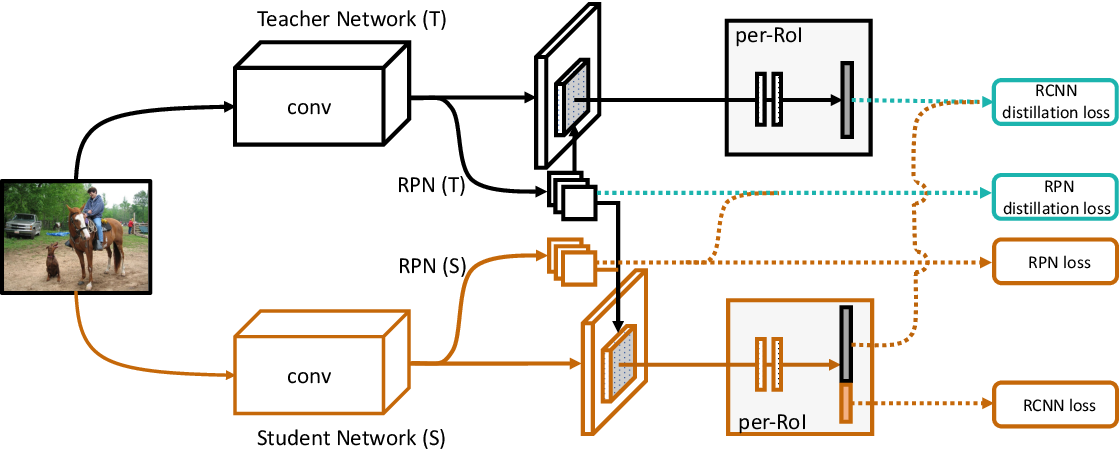 Teacher Network (T)
per-RoI
conv
RCNN
distillation loss
RPN (T)
RPN
distillation loss
RPN (S)
RPN loss
conv
per-RoI
RCNN loss
Student Network (S)